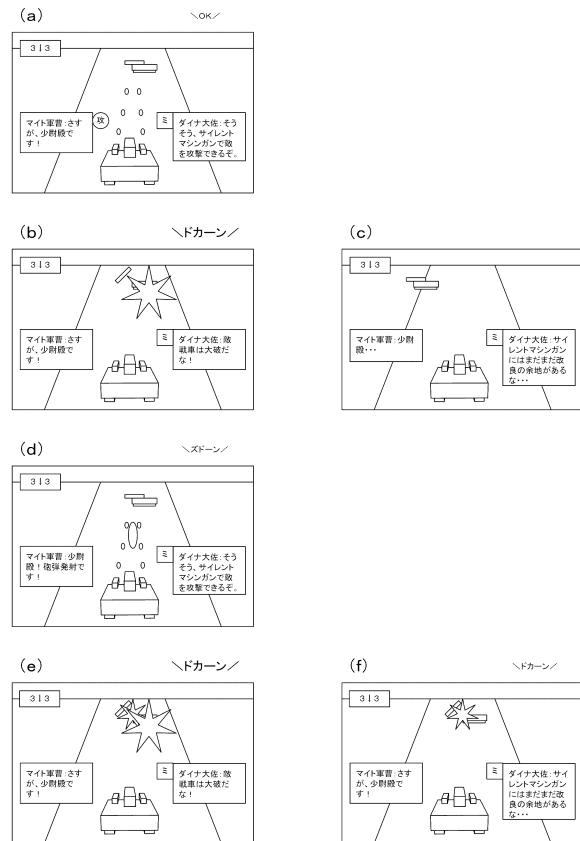 (a)
＼OK／
3↓3
マイト軍曹:さす
が、少尉殿で
す！
攻
ミ
ダイナ大佐:そう
そう、サイレント
マシンガンで敵
を攻撃できるぞ。
(b)
＼ドカーン／
3↓3
マイト軍曹:さす
が、少尉殿で
す！
ミ
ダイナ大佐:敵
戦車は大破だ
な！
(c)
3↓3
マイト軍曹:少尉
殿・・・
ミ
ダイナ大佐:サイ
レントマシンガン
にはまだまだ改
良の余地がある
な・・・
(d)
＼ズドーン／
3↓3
マイト軍曹:少尉
殿！砲弾発射で
す！
ミ
ダイナ大佐:そう
そう、サイレント
マシンガンで敵
を攻撃できるぞ。
(e)
＼ドカーン／
3↓3
マイト軍曹:さす
が、少尉殿で
す！
ミ
ダイナ大佐:敵
戦車は大破だ
な！
(f)
＼ドカーン／
3↓3
マイト軍曹:さす
が、少尉殿で
す！
ミ
ダイナ大佐:サイ
レントマシンガン
にはまだまだ改
良の余地がある
な・・・